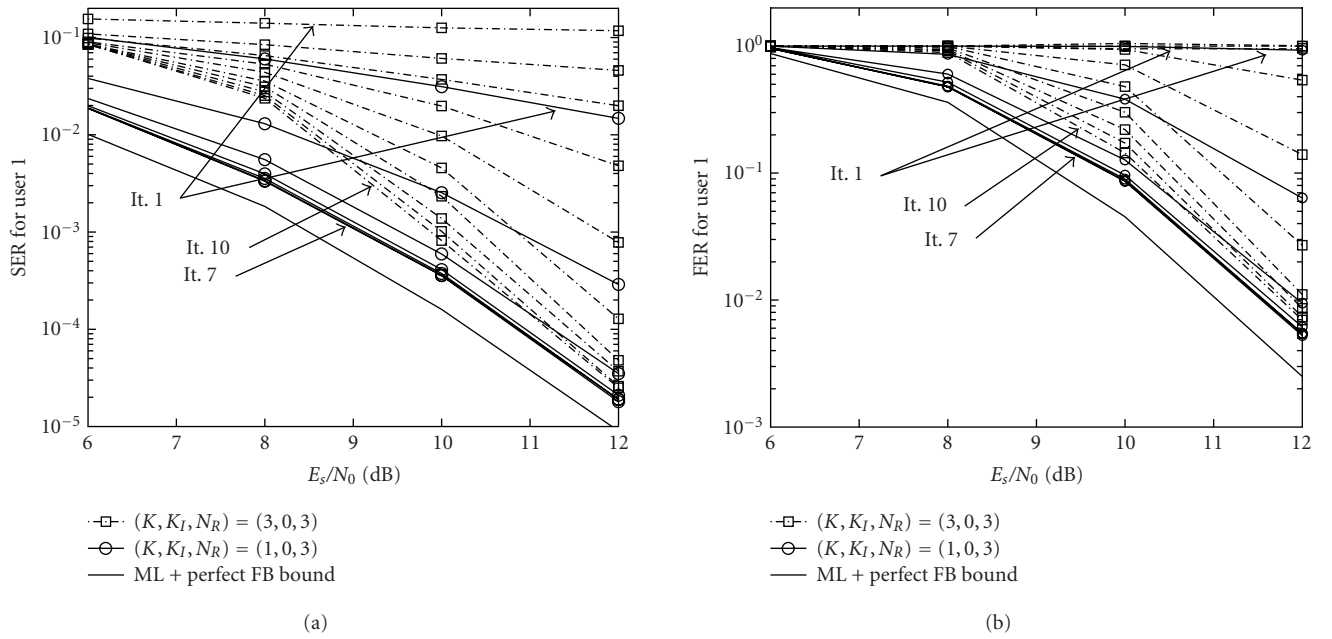 SER for user 1
10⁻¹
10⁻²
10⁻³
10⁻⁴
10⁻⁵
It. 1
It. 10
It. 7
6 7 8 9 10 11 12
E_s/N_0 (dB)
(K, K_I, N_R) = (3, 0, 3)
(K, K_I, N_R) = (1, 0, 3)
ML + perfect FB bound
(a)
FER for user 1
10⁰
10⁻¹
10⁻²
10⁻³
It. 1
It. 10
It. 7
6 7 8 9 10 11 12
E_s/N_0 (dB)
(K, K_I, N_R) = (3, 0, 3)
(K, K_I, N_R) = (1, 0, 3)
ML + perfect FB bound
(b)